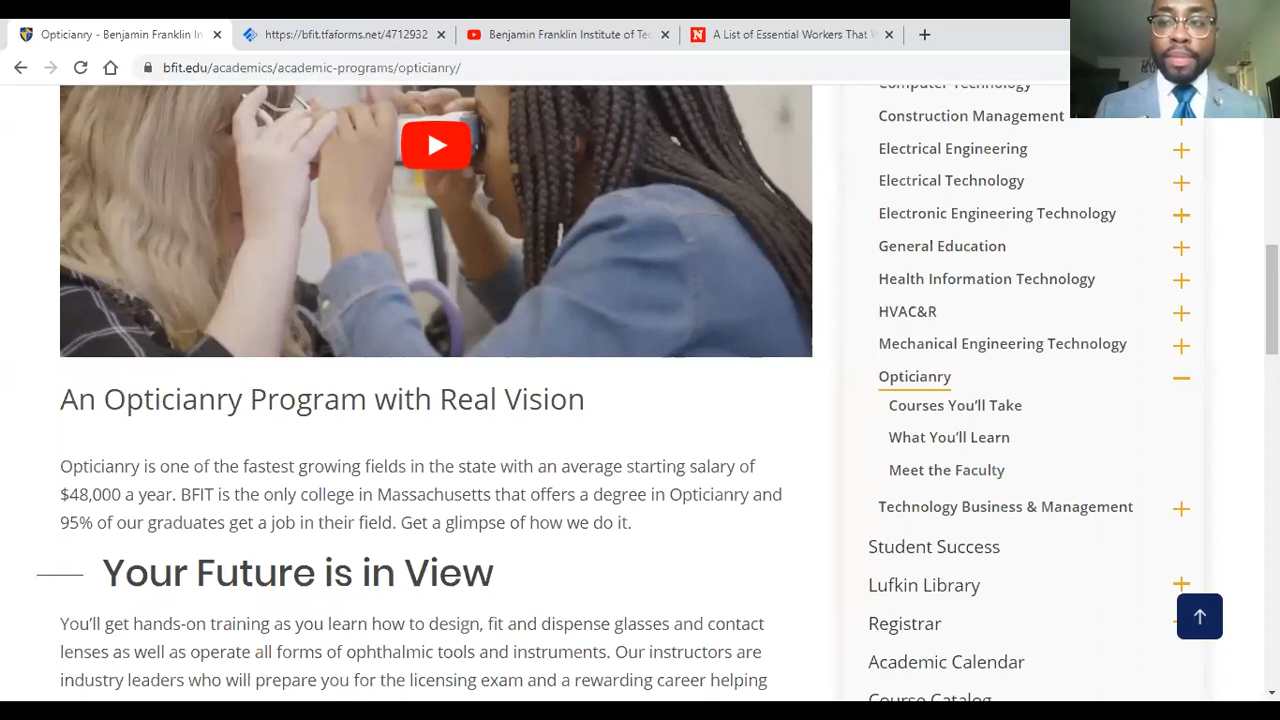 Opticianry - Benjamin Franklin In
https://bfit.tfaforms.net/4712932
Benjamin Franklin Institute of Tec
A List of Essential Workers That W
bfit.edu/academics/academic-programs/opticianry/
Computer Technology
Construction Management
Electrical Engineering
Electrical Technology
Electronic Engineering Technology
General Education
Health Information Technology
HVAC&R
Mechanical Engineering Technology
Opticianry
Courses You'll Take
What You'll Learn
Meet the Faculty
Technology Business & Management
Student Success
Lufkin Library
Registrar
Academic Calendar
Course Catalog
An Opticianry Program with Real Vision
Opticianry is one of the fastest growing fields in the state with an average starting salary of
$48,000 a year. BFIT is the only college in Massachusetts that offers a degree in Opticianry and
95% of our graduates get a job in their field. Get a glimpse of how we do it.
Your Future is in View
You'll get hands-on training as you learn how to design, fit and dispense glasses and contact
lenses as well as operate all forms of ophthalmic tools and instruments. Our instructors are
industry leaders who will prepare you for the licensing exam and a rewarding career helping